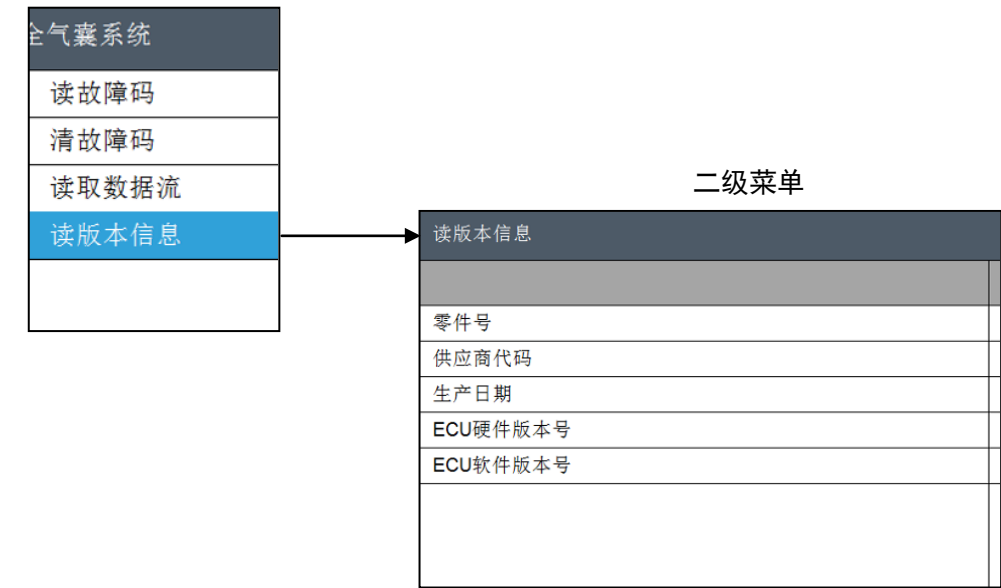 全气囊系统
读故障码
清故障码
读取数据流
读版本信息
二级菜单
读版本信息
零件号
供应商代码
生产日期
ECU硬件版本号
ECU软件版本号